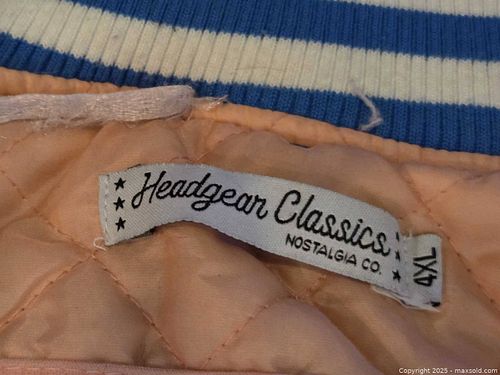 Headgear Classics
NOSTALGIA CO.
4XL
Copyright 2025 - maxsold.com